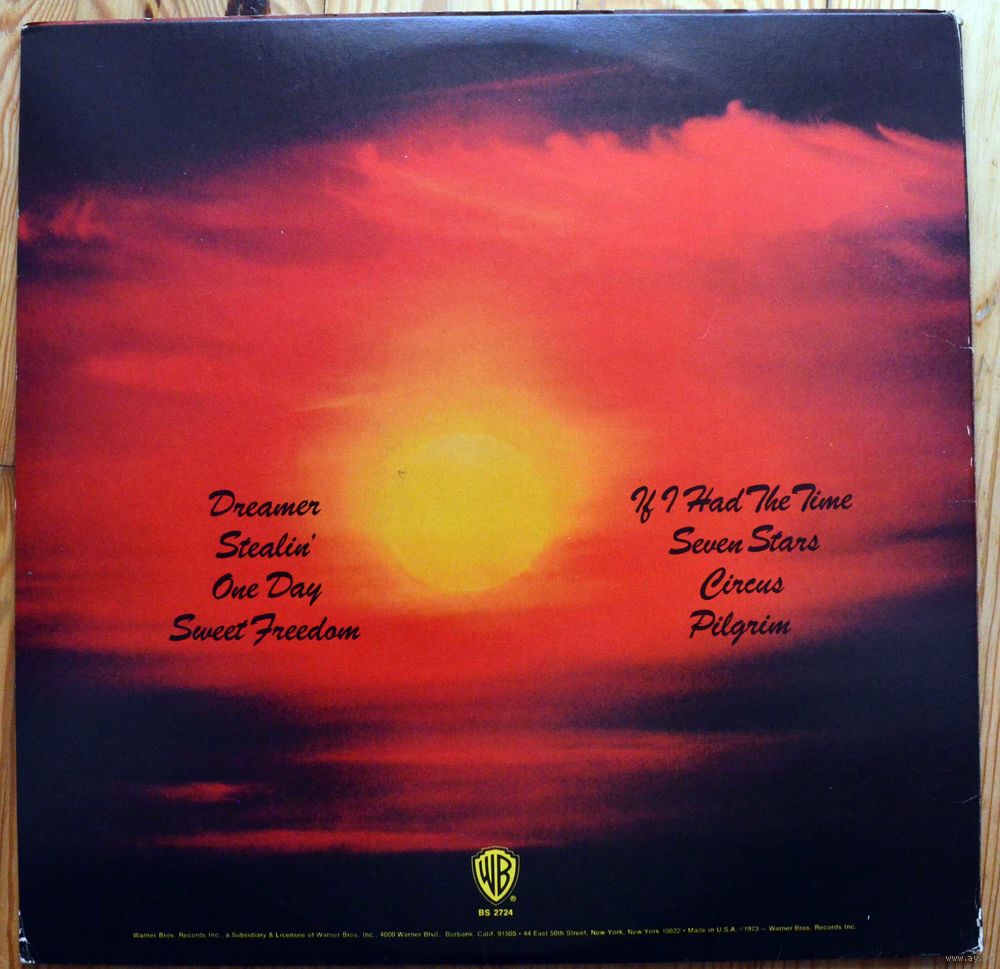 Dreamer
Stealin'
One Day
Sweet Freedom
If I Had The Time
Seven Stars
Circus
Pilgrim
WB ®
BS 2724
Warner Bros. Records Inc., a Subsidiary & Licensee of Warner Bros. Inc., 4000 Warner Blvd., Burbank, Calif. 91505 • 44 East 50th Street, New York, New York 10022 • Made in U.S.A. ℗1973 — Warner Bros. Records Inc.